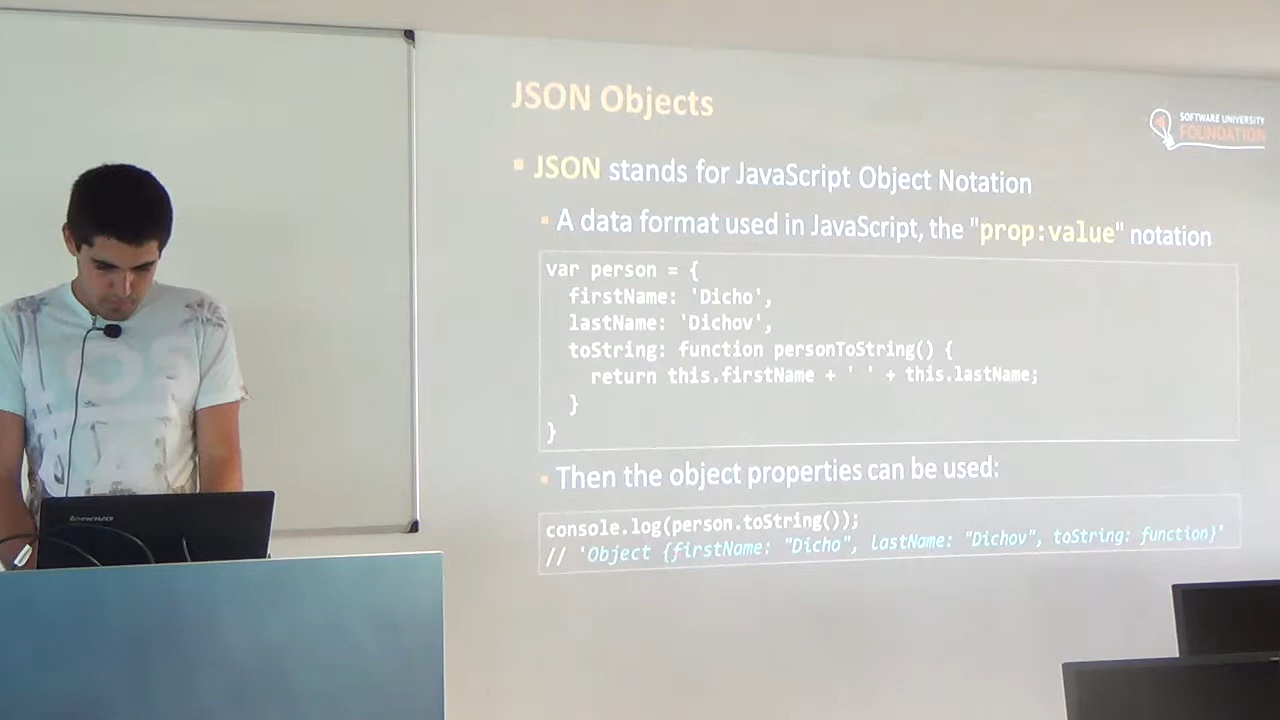 JSON Objects
SOFTWARE UNIVERSITY
FOUNDATION
JSON stands for JavaScript Object Notation
A data format used in JavaScript, the "prop:value" notation
var person = {
firstName: 'Dicho',
lastName: 'Dichov',
toString: function personToString() {
return this.firstName + ' ' + this.lastName;
}
}
Then the object properties can be used:
console.log(person.toString());
// 'Object {firstName: "Dicho", lastName: "Dichov", toString: function}'
lenovo